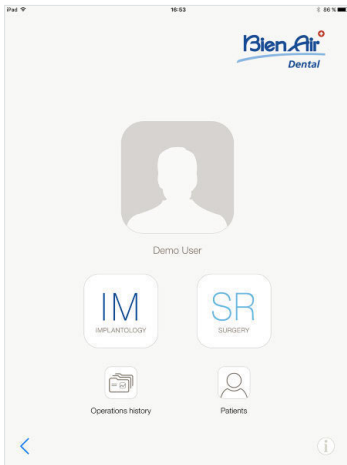 iPad 16:53 86 %
Bien Air
Dental
Demo User
IM SR
IMPLANTOLOGY SURGERY
Operations history Patients
i